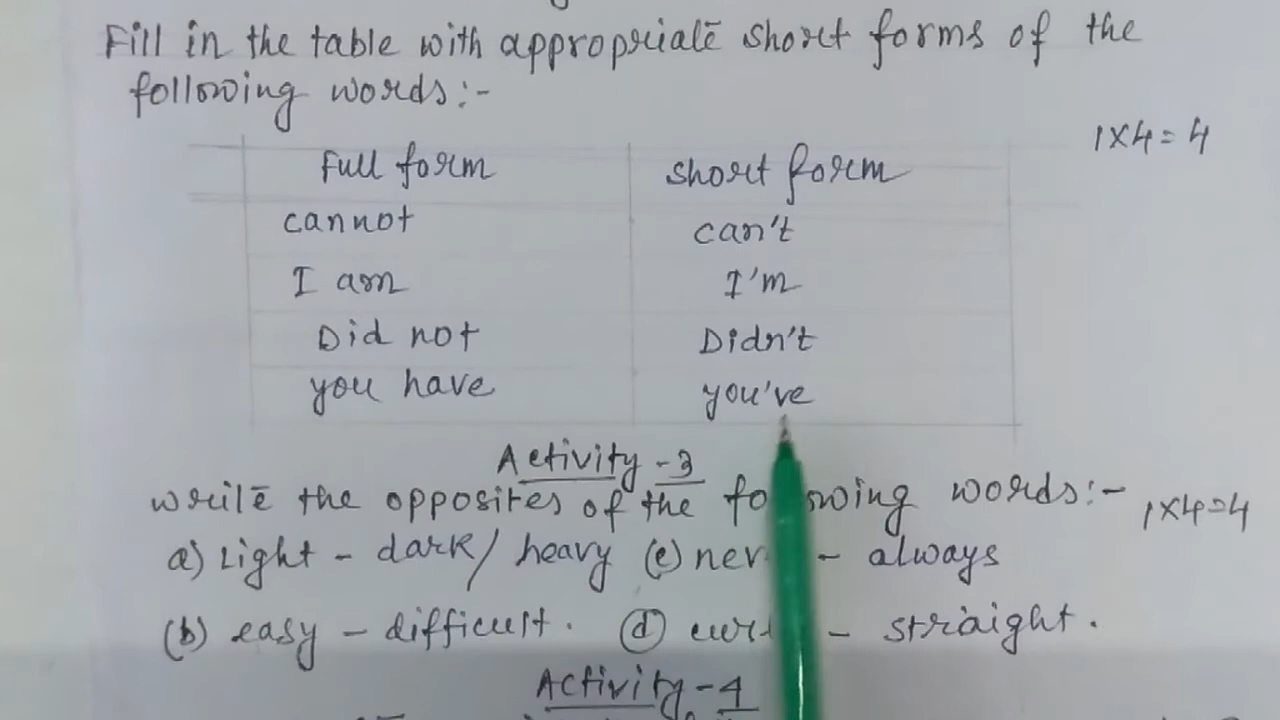 Fill in the table with appropriate short forms of the
following words:-
1x4=4
Full form short form
cannot can't
I am I'm
Did not Didn't
you have you've
Activity-3
write the opposites of the words:- 1x4=4
a) Light - dark/ heavy (c) - always
(b) easy - difficult. (d) - straight.
Activity-4